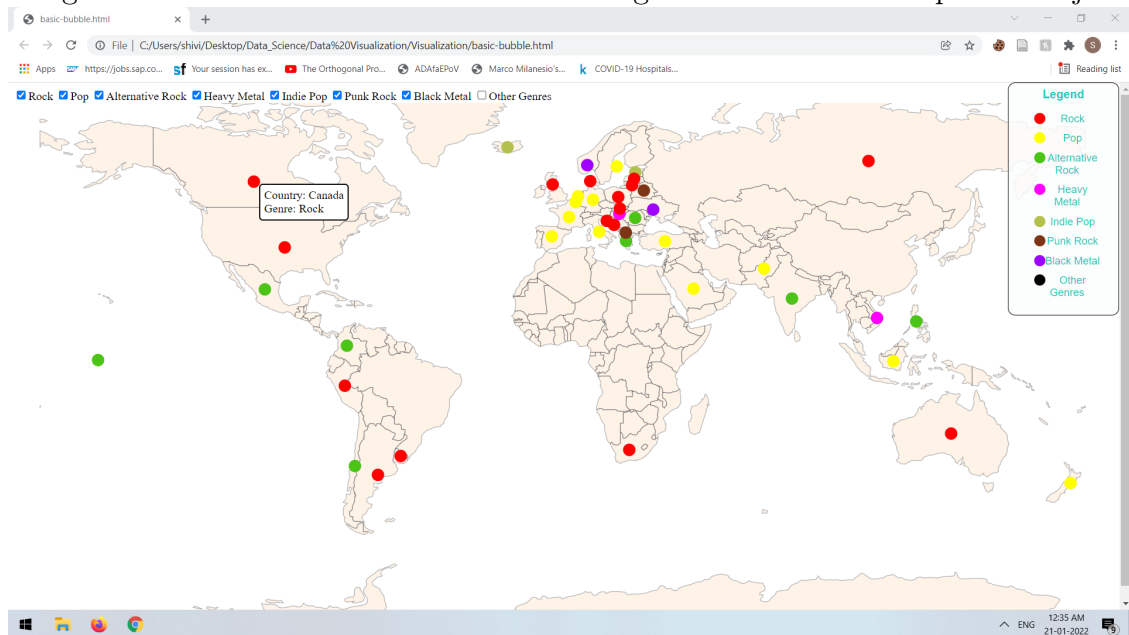 basic-bubble.html
File | C:/Users/shivi/Desktop/Data_Science/Data%20Visualization/Visualization/basic-bubble.html
S
Apps https://jobs.sap.co... Your session has ex... The Orthogonal Pro... ADAfaEPoV Marco Milanesio's... k COVID-19 Hospitals... Reading list
Rock Pop Alternative Rock Heavy Metal Indie Pop Punk Rock Black Metal Other Genres
Country: Canada
Genre: Rock
Legend
Rock
Pop
Alternative
Rock
Heavy
Metal
Indie Pop
Punk Rock
Black Metal
Other
Genres
ENG 12:35 AM
21-01-2022
9